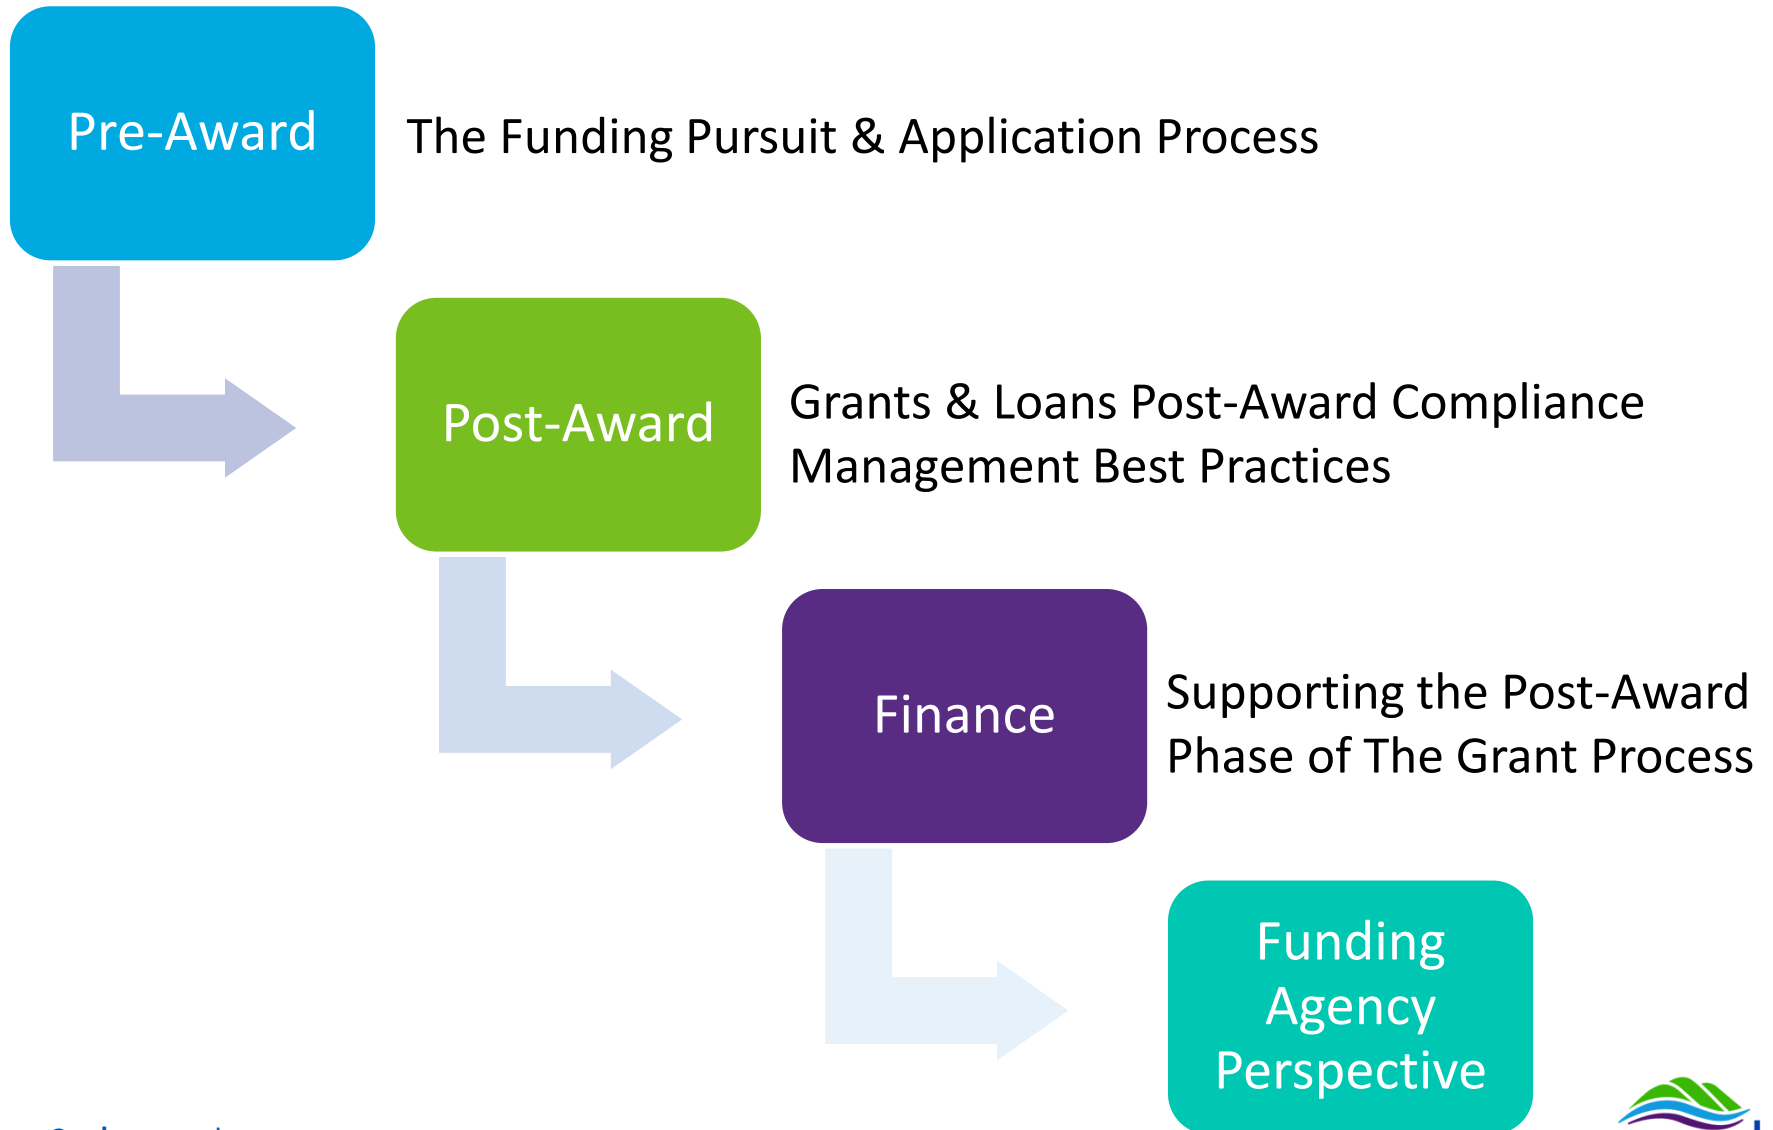 Pre-Award
The Funding Pursuit & Application Process
Post-Award
Grants & Loans Post-Award Compliance
Management Best Practices
Finance
Supporting the Post-Award
Phase of The Grant Process
Funding
Agency
Perspective